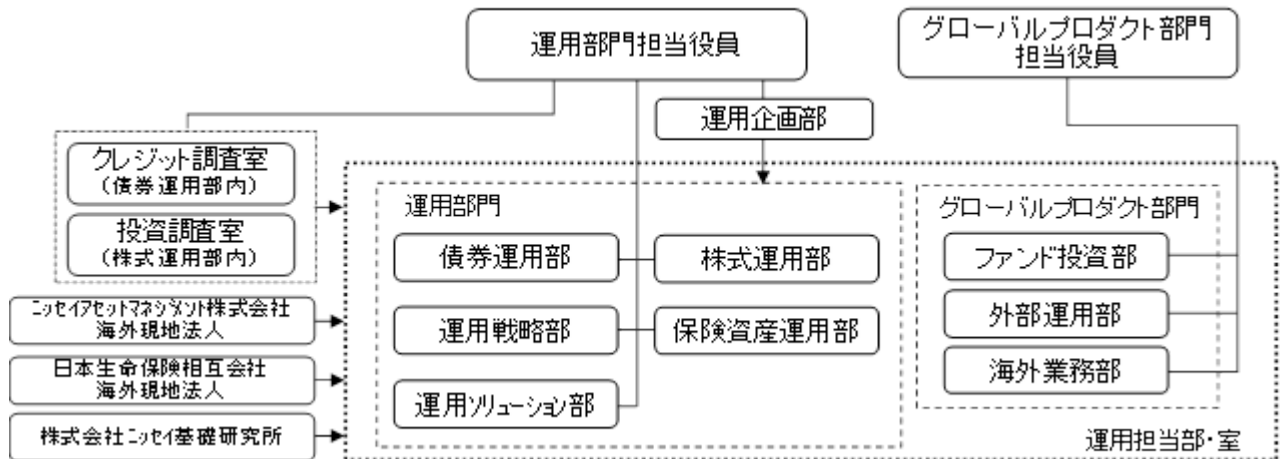 運用部門担当役員
グローバルプロダクト部門
担当役員
運用企画部
クレジット調査室
(債券運用部内)
投資調査室
(株式運用部内)
運用部門
グローバルプロダクト部門
債券運用部
株式運用部
ファンド投資部
ニッセイアセットマネジメント株式会社
海外現地法人
運用戦略部
保険資産運用部
外部運用部
日本生命保険相互会社
海外現地法人
海外業務部
運用ソリューション部
株式会社ニッセイ基礎研究所
運用担当部・室